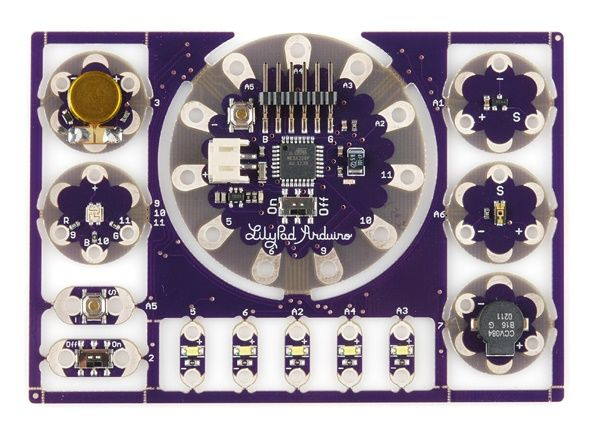 A4
A5
A3
A1
A2
+
3
B
G
-
+
S
+
R
9
B
10
G
11
9
10
11
On
Off
LilyPad Arduino
5
6
9
10
11
A6
S
+
-
A5
S
Off
On
2
5
6
A2
A4
A3
+
+
+
+
+
7
-
+
CCV084
B16 G
0211